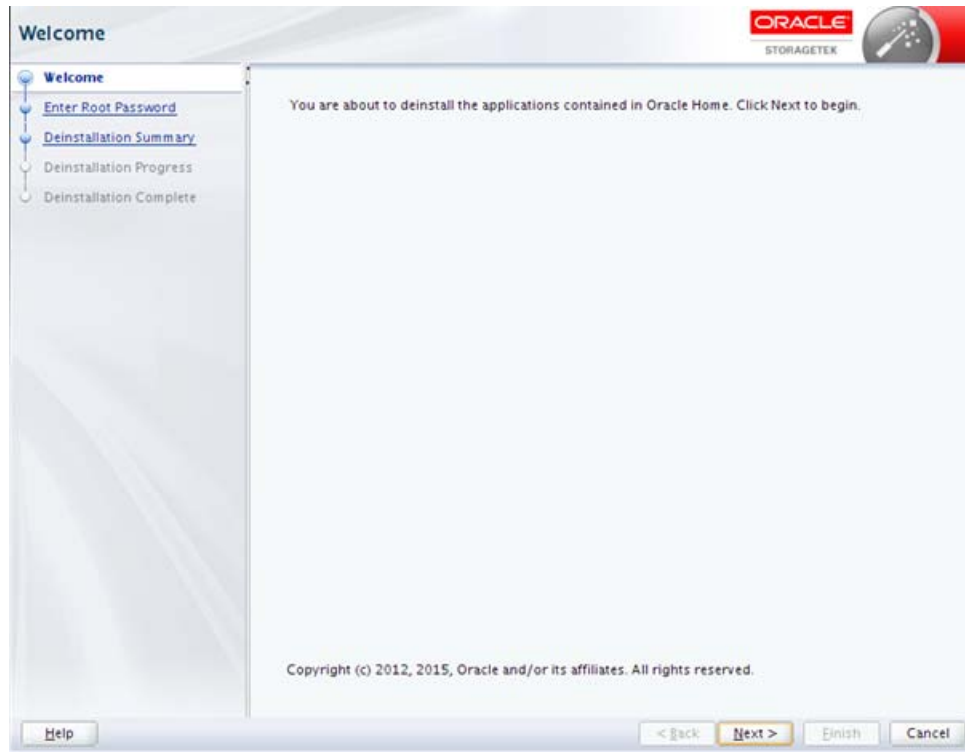 Welcome
ORACLE
STORAGETEK
Welcome
Enter Root Password
Deinstallation Summary
Deinstallation Progress
Deinstallation Complete
You are about to deinstall the applications contained in Oracle Home. Click Next to begin.
Copyright (c) 2012, 2015, Oracle and/or its affiliates. All rights reserved.
Help
< Back
Next >
Finish
Cancel